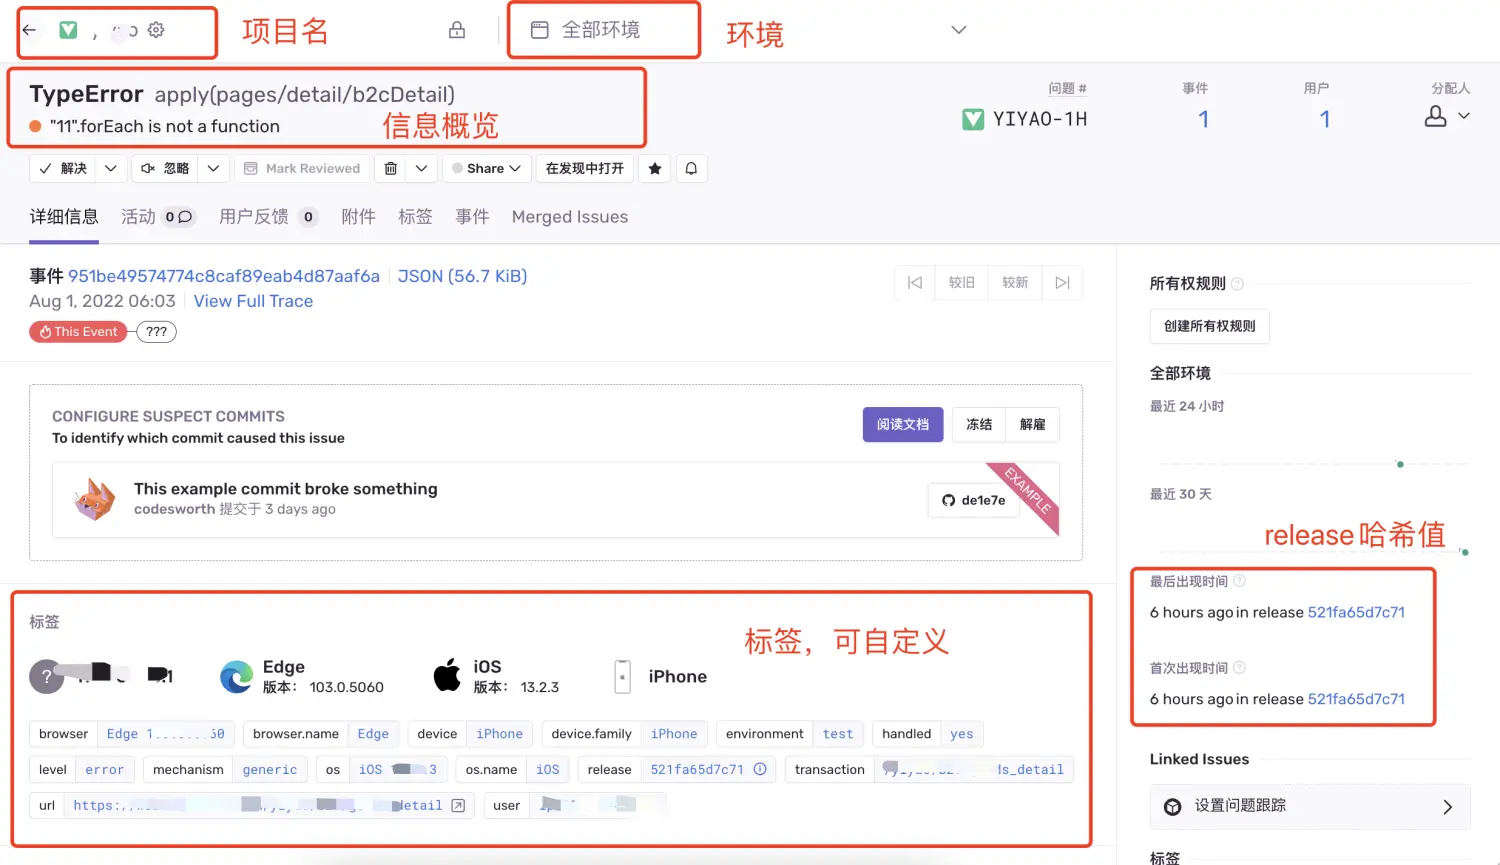 项目名
全部环境
环境
TypeError apply(pages/detail/b2cDetail)
"11".forEach is not a function
信息概览
问题 #
YIYAO-1H
事件
1
用户
1
分配人
解决
忽略
Mark Reviewed
Share
在发现中打开
详细信息
活动 0
用户反馈 0
附件
标签
事件
Merged Issues
事件 951be49574774c8caf89eab4d87aaf6a JSON (56.7 KiB)
Aug 1, 2022 06:03 View Full Trace
This Event ???
较旧
较新
CONFIGURE SUSPECT COMMITS
To identify which commit caused this issue
阅读文档
冻结
解雇
This example commit broke something
codesworth 提交于 3 days ago
de1e7e
EXAMPLE
标签
标签，可自定义
?
Edge
版本： 103.0.5060
iOS
版本： 13.2.3
iPhone
browser Edge
browser.name Edge
device iPhone
device.family iPhone
environment test
handled yes
level error
mechanism generic
os iOS 3
os.name iOS
release 521fa65d7c71
transaction ds_detail
url https:/ detail
user
所有权规则 ?
创建所有权规则
全部环境
最近 24 小时
最近 30 天
release哈希值
最后出现时间 ?
6 hours ago in release 521fa65d7c71
首次出现时间 ?
6 hours ago in release 521fa65d7c71
Linked Issues
设置问题跟踪
标签